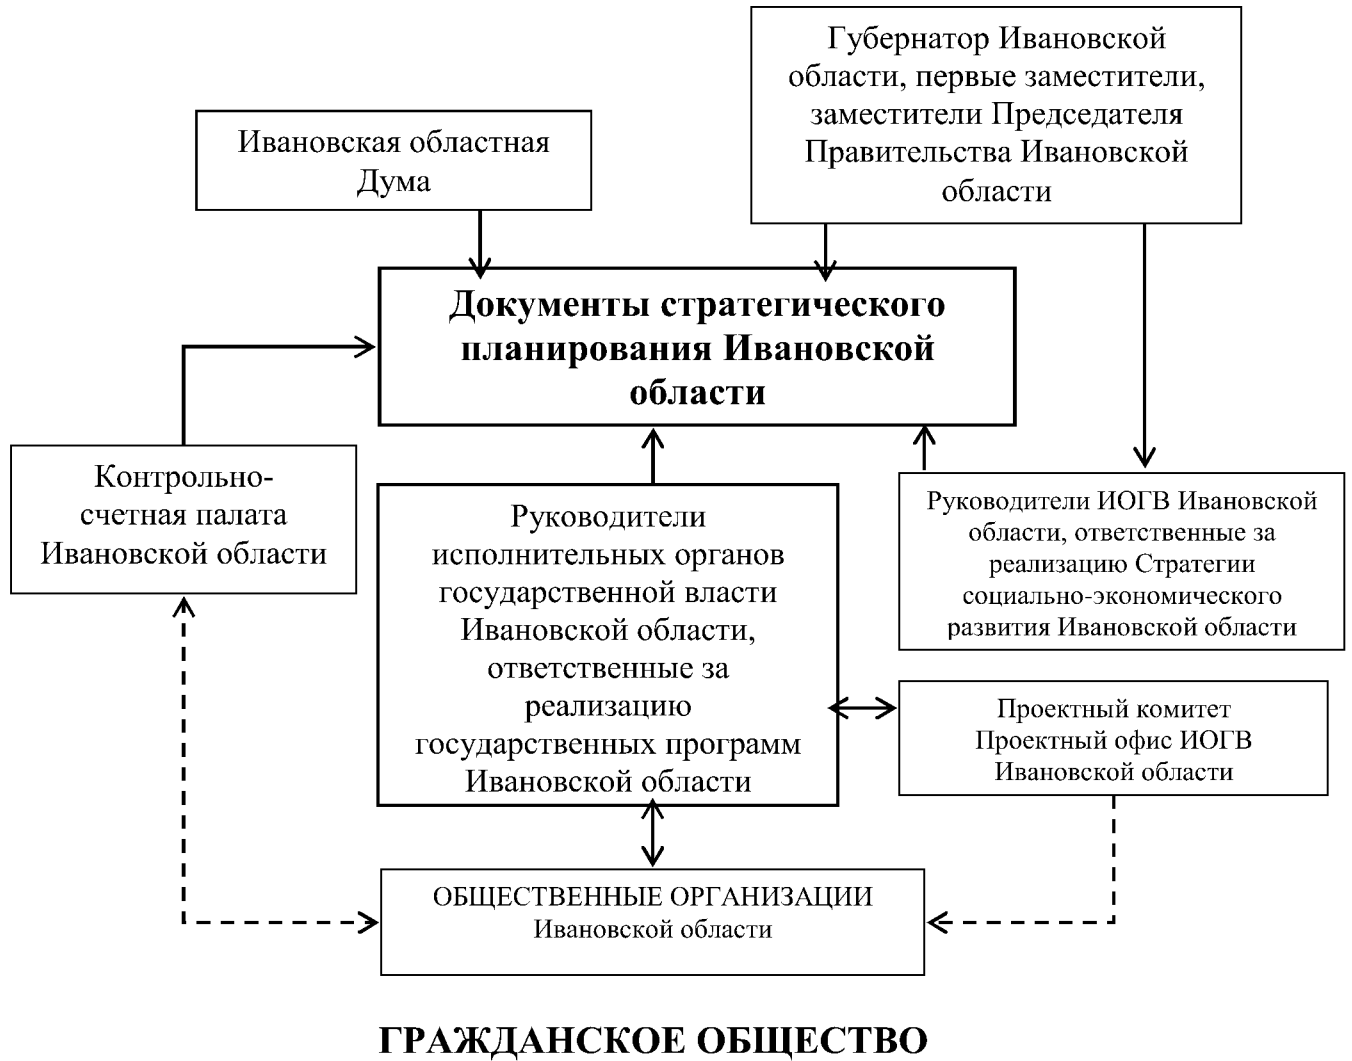 Губернатор Ивановской
области, первые заместители,
заместители Председателя
Правительства Ивановской
области
Ивановская областная
Дума
Документы стратегического
планирования Ивановской
области
Контрольно-
счетная палата
Ивановской области
Руководители
исполнительных органов
государственной власти
Ивановской области,
ответственные за
реализацию
государственных программ
Ивановской области
Руководители ИОГВ Ивановской
области, ответственные за
реализацию Стратегии
социально-экономического
развития Ивановской области
Проектный комитет
Проектный офис ИОГВ
Ивановской области
ОБЩЕСТВЕННЫЕ ОРГАНИЗАЦИИ
Ивановской области
ГРАЖДАНСКОЕ ОБЩЕСТВО